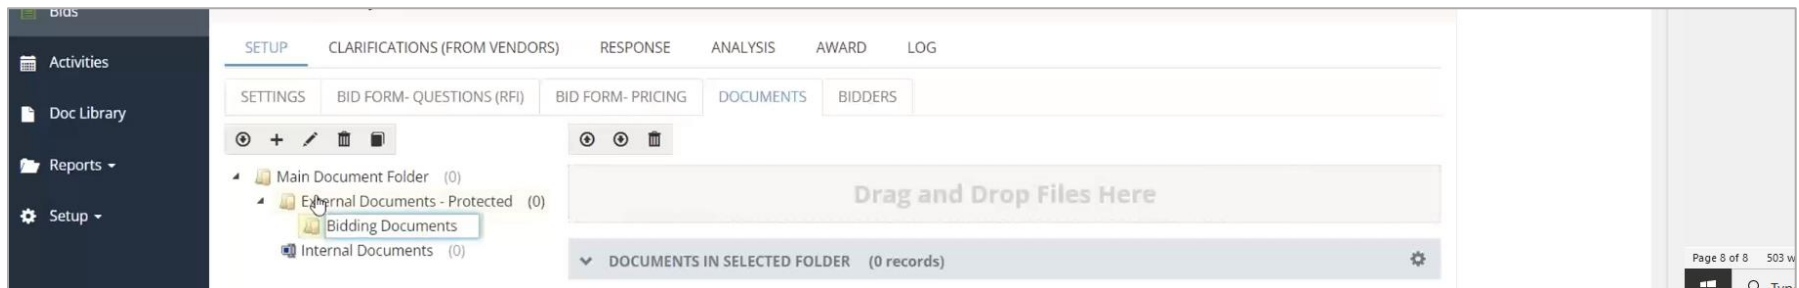 Bids
SETUP CLARIFICATIONS (FROM VENDORS) RESPONSE ANALYSIS AWARD LOG
Activities
SETTINGS BID FORM- QUESTIONS (RFI) BID FORM- PRICING DOCUMENTS BIDDERS
Doc Library
Reports
Main Document Folder (0)
Drag and Drop Files Here
External Documents - Protected (0)
Setup
Bidding Documents
Internal Documents (0)
DOCUMENTS IN SELECTED FOLDER (0 records)
Page 8 of 8 503 w